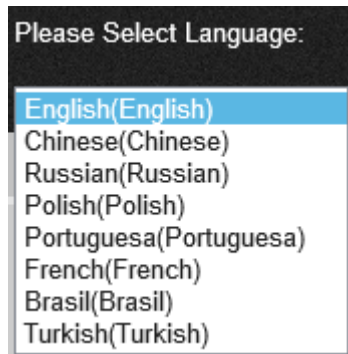 Please Select Language:
English(English)
Chinese(Chinese)
Russian(Russian)
Polish(Polish)
Portuguesa(Portuguesa)
French(French)
Brasil(Brasil)
Turkish(Turkish)